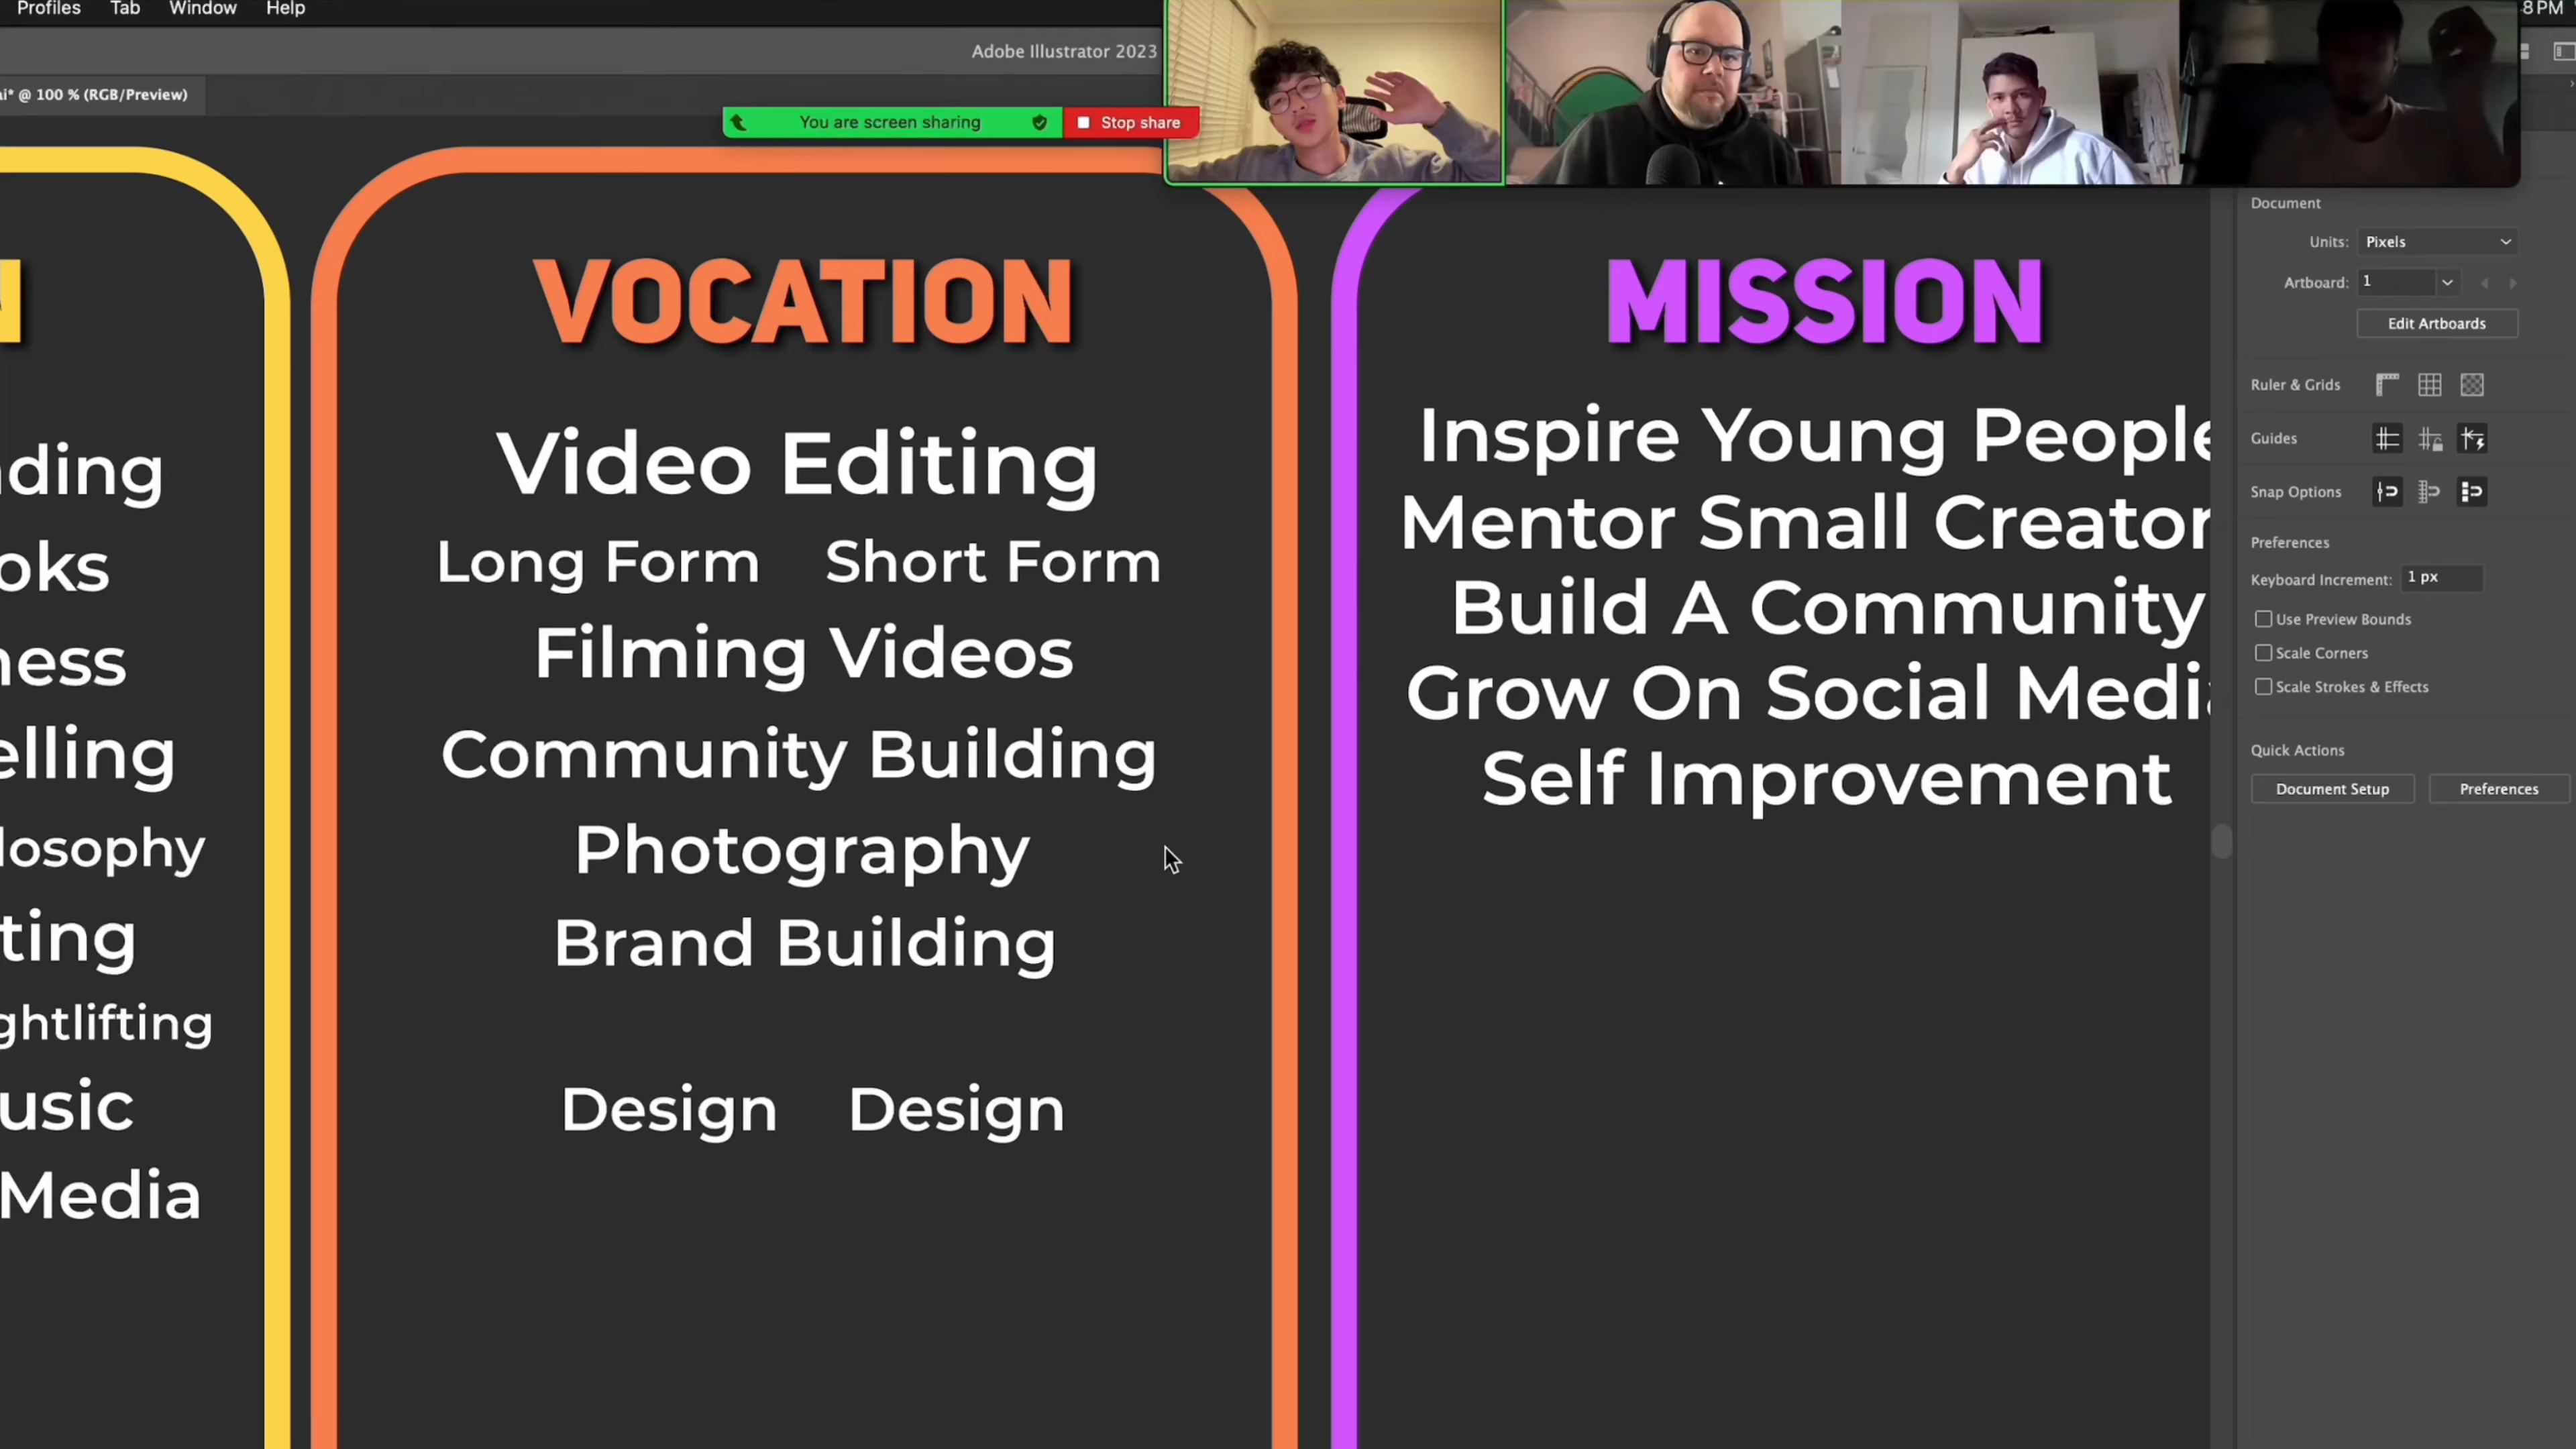 Profiles Tab Window Help
8 PM
Adobe Illustrator 2023
@ 100 % (RGB/Preview)
You are screen sharing Stop share
VOCATION
Video Editing
Long Form Short Form
Filming Videos
Community Building
Photography
Brand Building
Design Design
MISSION
Inspire Young People
Mentor Small Creator
Build A Community
Grow On Social Media
Self Improvement
ding
oks
ness
elling
losophy
ting
ghtlifting
usic
Media
Document
Units: Pixels
Artboard: 1
Edit Artboards
Ruler & Grids
Guides
Snap Options
Preferences
Keyboard Increment: 1 px
Use Preview Bounds
Scale Corners
Scale Strokes & Effects
Quick Actions
Document Setup Preferences